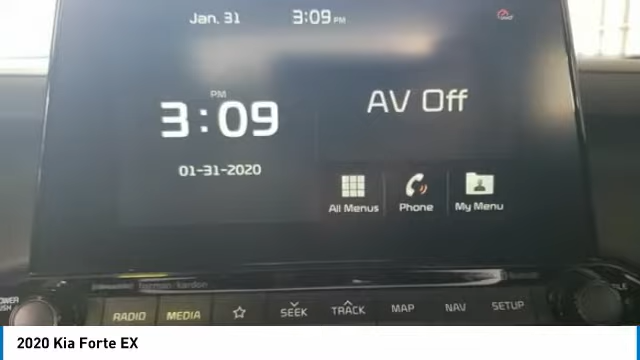 Jan. 31 3:09 PM
PM
3:09
AV Off
01-31-2020
All Menus Phone My Menu
harman/kardon
RADIO MEDIA SEEK TRACK MAP NAV SETUP
2020 Kia Forte EX